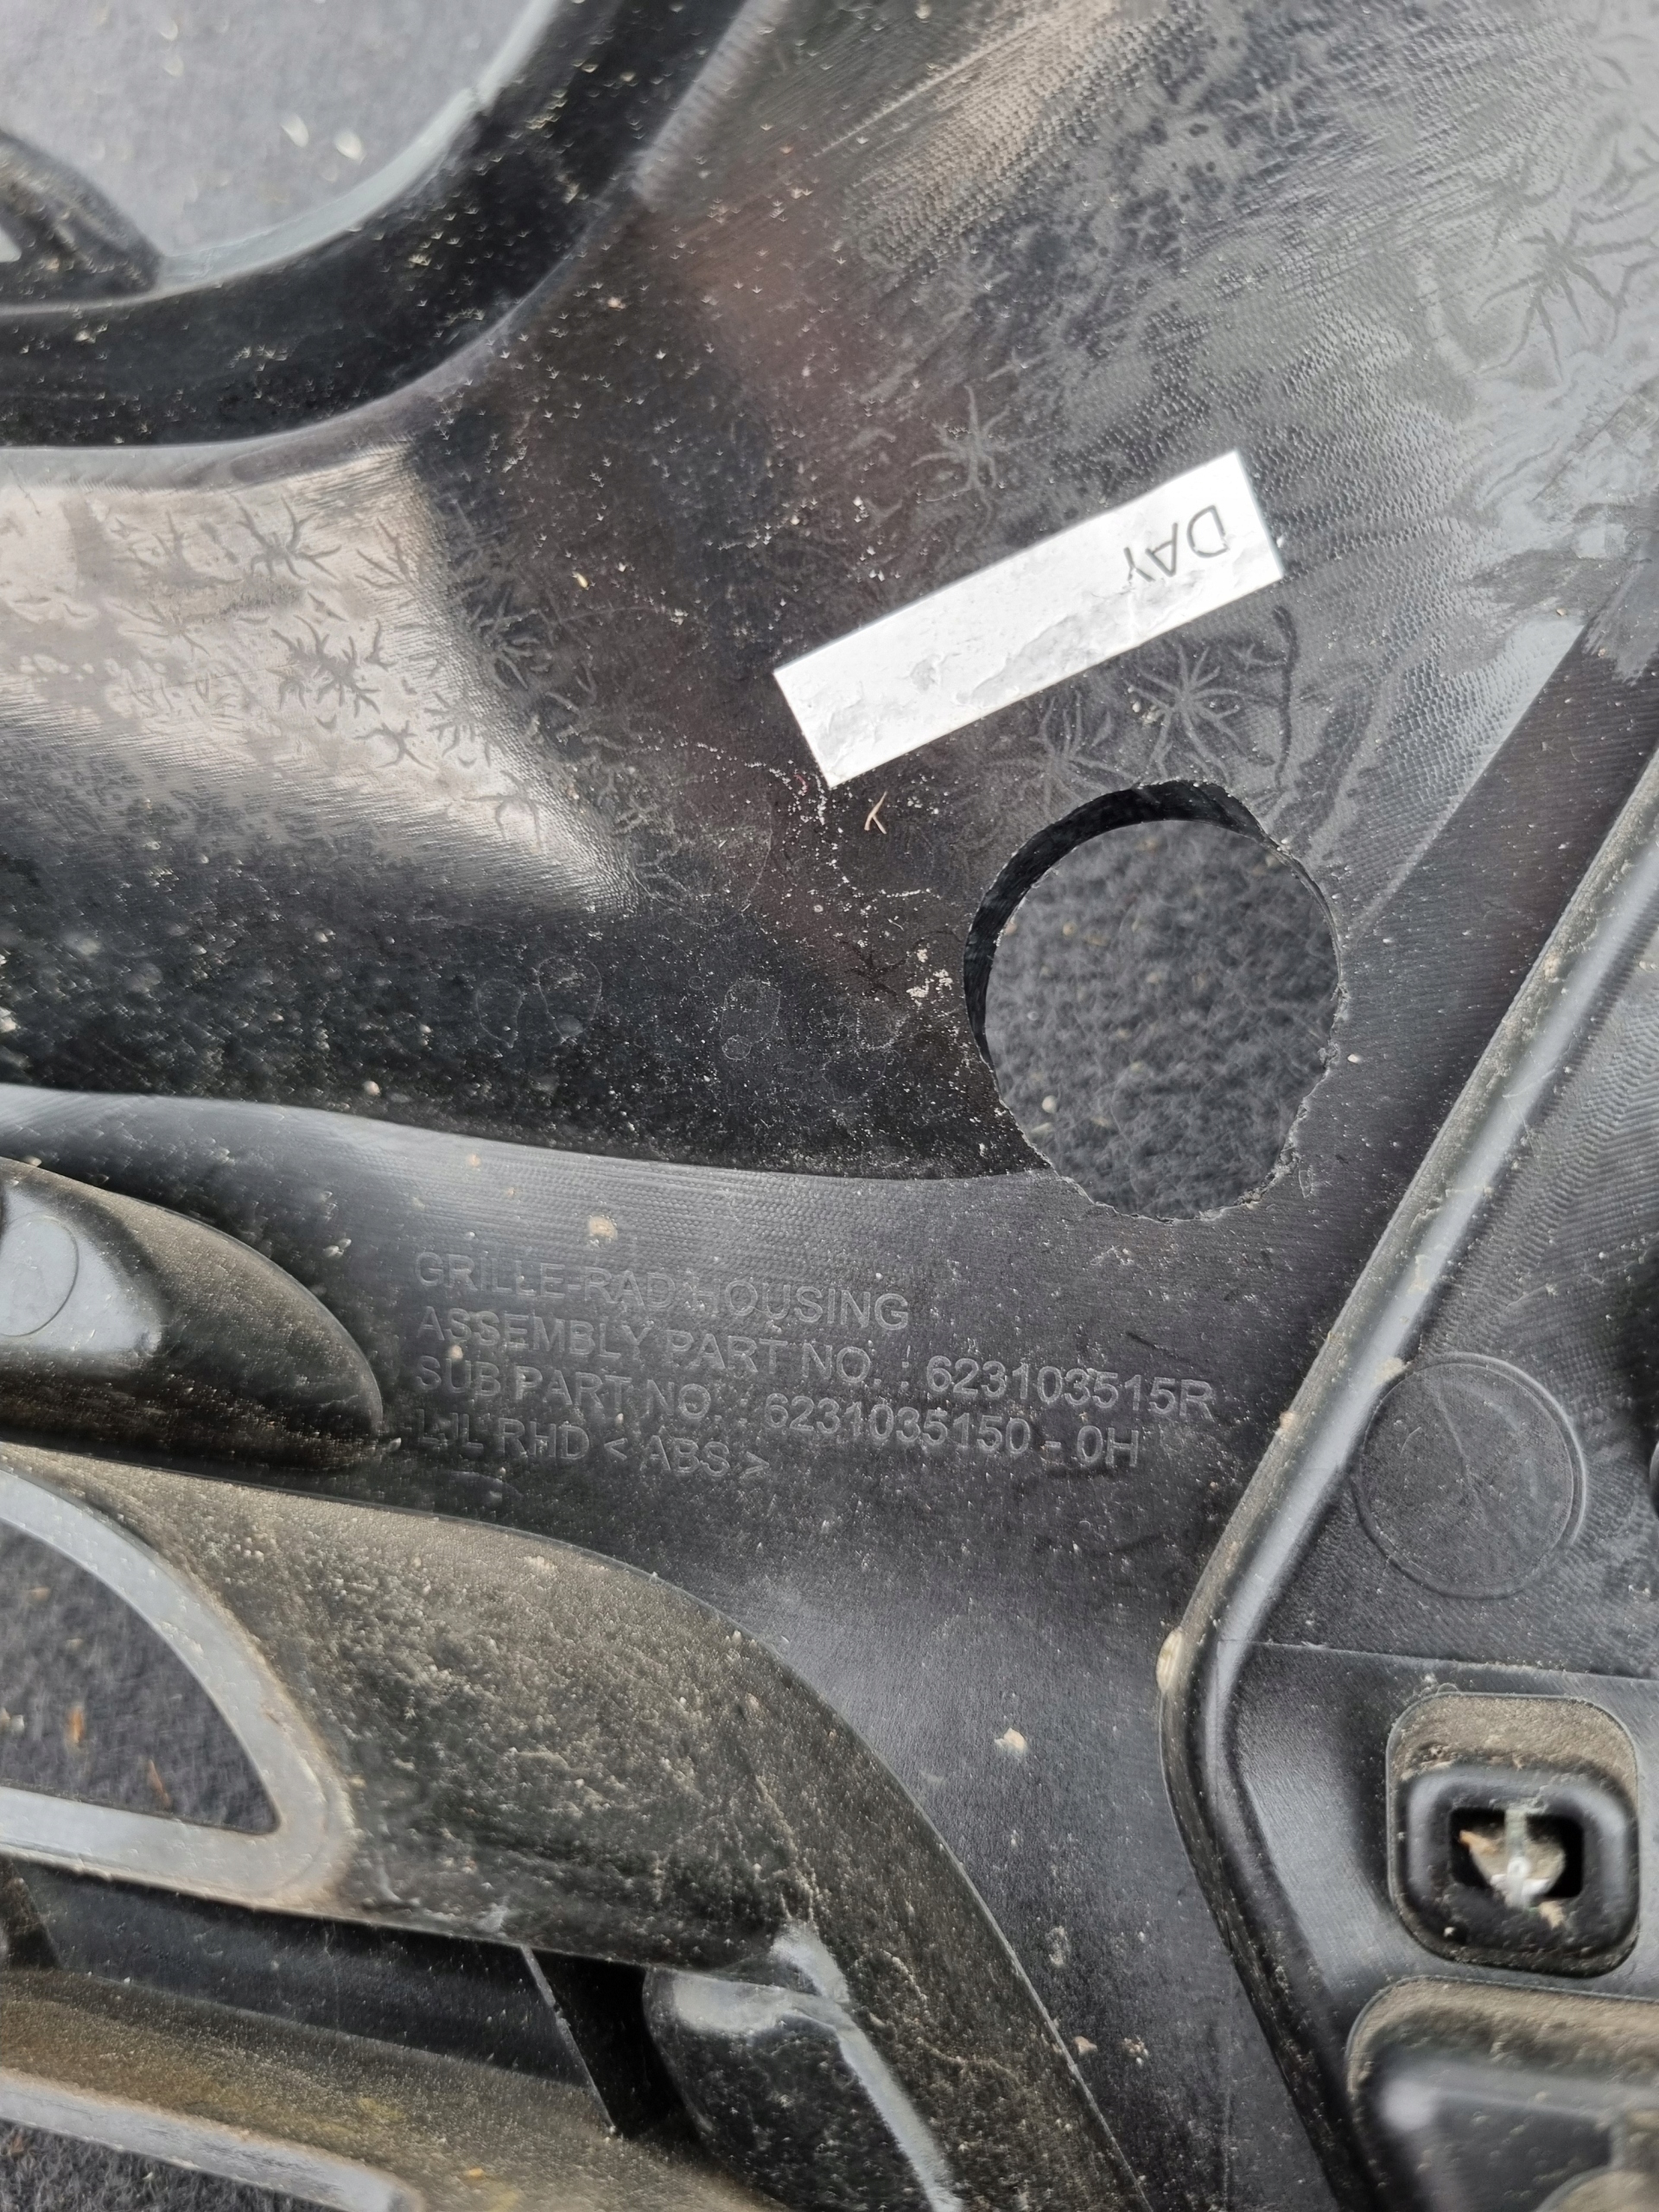 DAY
GRILLE-RAD HOUSING
ASSEMBLY PART NO. : 623103515R
SUB PART NO. : 6231035150 - 0H
LJL RHD < ABS >